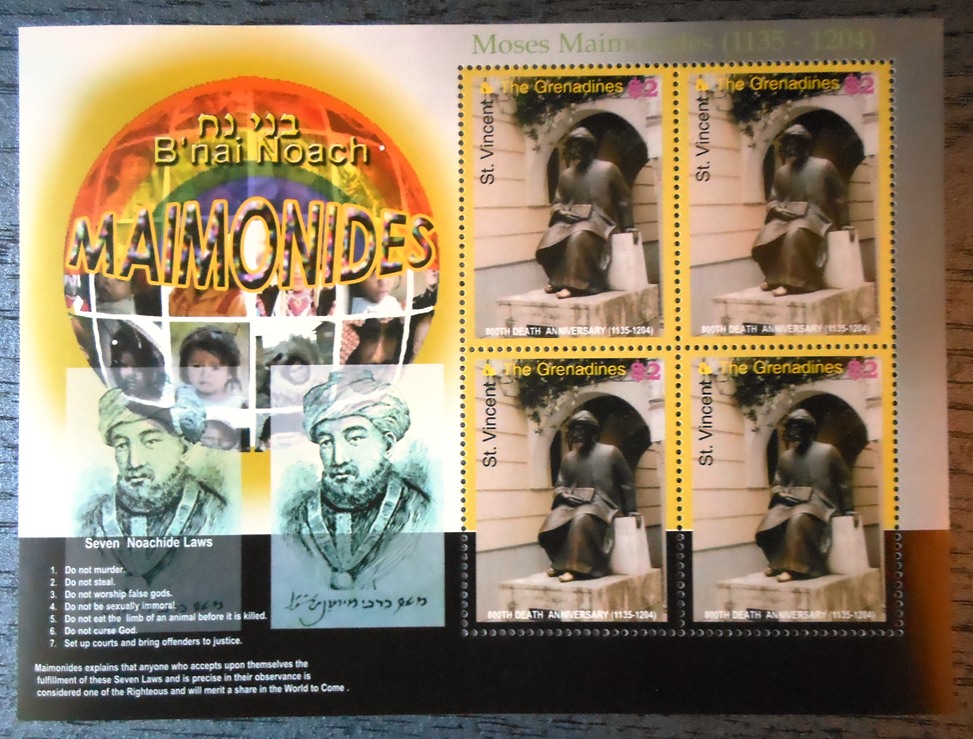 Moses Maimonides (1135 - 1204)
בני נח
B'nai Noach
MAIMONIDES
St. Vincent & The Grenadines $2
800TH DEATH ANNIVERSARY (1135-1204)
St. Vincent & The Grenadines $2
800TH DEATH ANNIVERSARY (1135-1204)
St. Vincent & The Grenadines $2
800TH DEATH ANNIVERSARY (1135-1204)
St. Vincent & The Grenadines $2
800TH DEATH ANNIVERSARY (1135-1204)
Seven Noachide Laws
1. Do not murder.
2. Do not steal.
3. Do not worship false gods.
4. Do not be sexually immoral.
5. Do not eat the limb of an animal before it is killed.
6. Do not curse God.
7. Set up courts and bring offenders to justice.
Maimonides explains that anyone who accepts upon themselves the
fulfillment of these Seven Laws and is precise in their observance is
considered one of the Righteous and will merit a share in the World to Come .